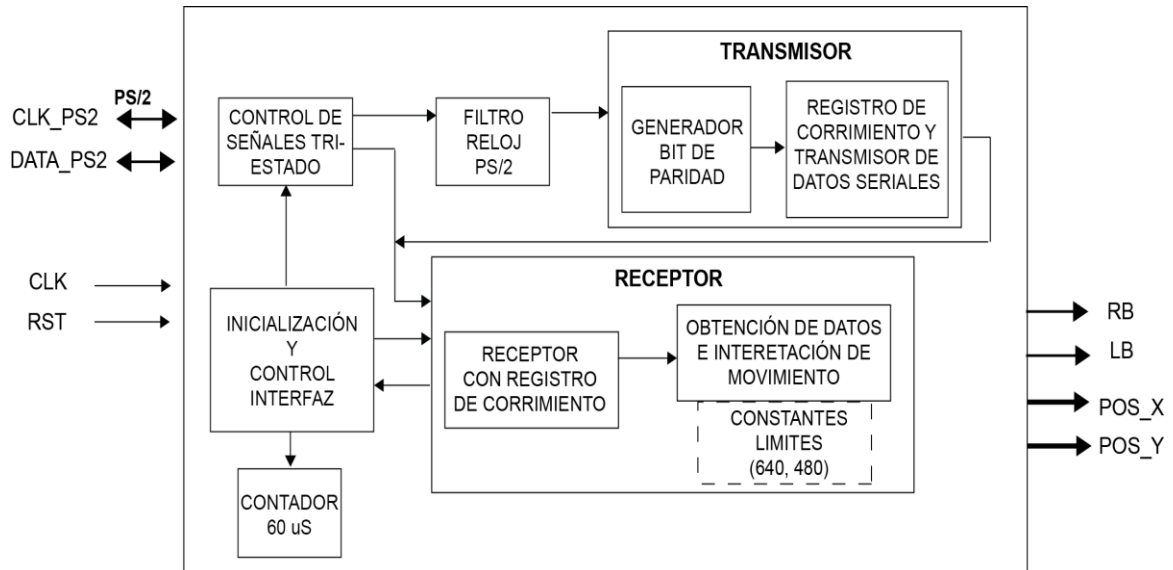 PS/2
CLK_PS2
DATA_PS2
CLK
RST
CONTROL DE
SEÑALES TRI-
ESTADO
FILTRO
RELOJ
PS/2
TRANSMISOR
GENERADOR
BIT DE
PARIDAD
REGISTRO DE
CORRIMIENTO Y
TRANSMISOR DE
DATOS SERIALES
INICIALIZACIÓN
Y
CONTROL
INTERFAZ
CONTADOR
60 uS
RECEPTOR
RECEPTOR
CON REGISTRO
DE CORRIMIENTO
OBTENCIÓN DE DATOS
E INTERETACIÓN DE
MOVIMIENTO
CONSTANTES
LIMITES
(640, 480)
RB
LB
POS_X
POS_Y